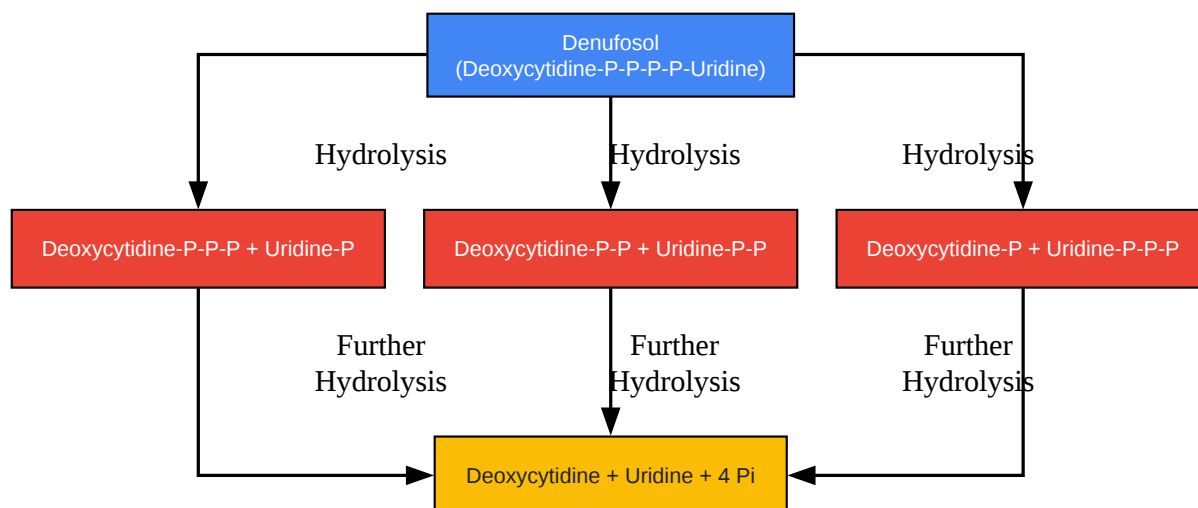 Denufosol
(Deoxycytidine-P-P-P-P-Uridine)
Hydrolysis
Hydrolysis
Hydrolysis
Deoxycytidine-P-P-P + Uridine-P
Deoxycytidine-P-P + Uridine-P-P
Deoxycytidine-P + Uridine-P-P-P
Further
Hydrolysis
Further
Hydrolysis
Further
Hydrolysis
Deoxycytidine + Uridine + 4 Pi